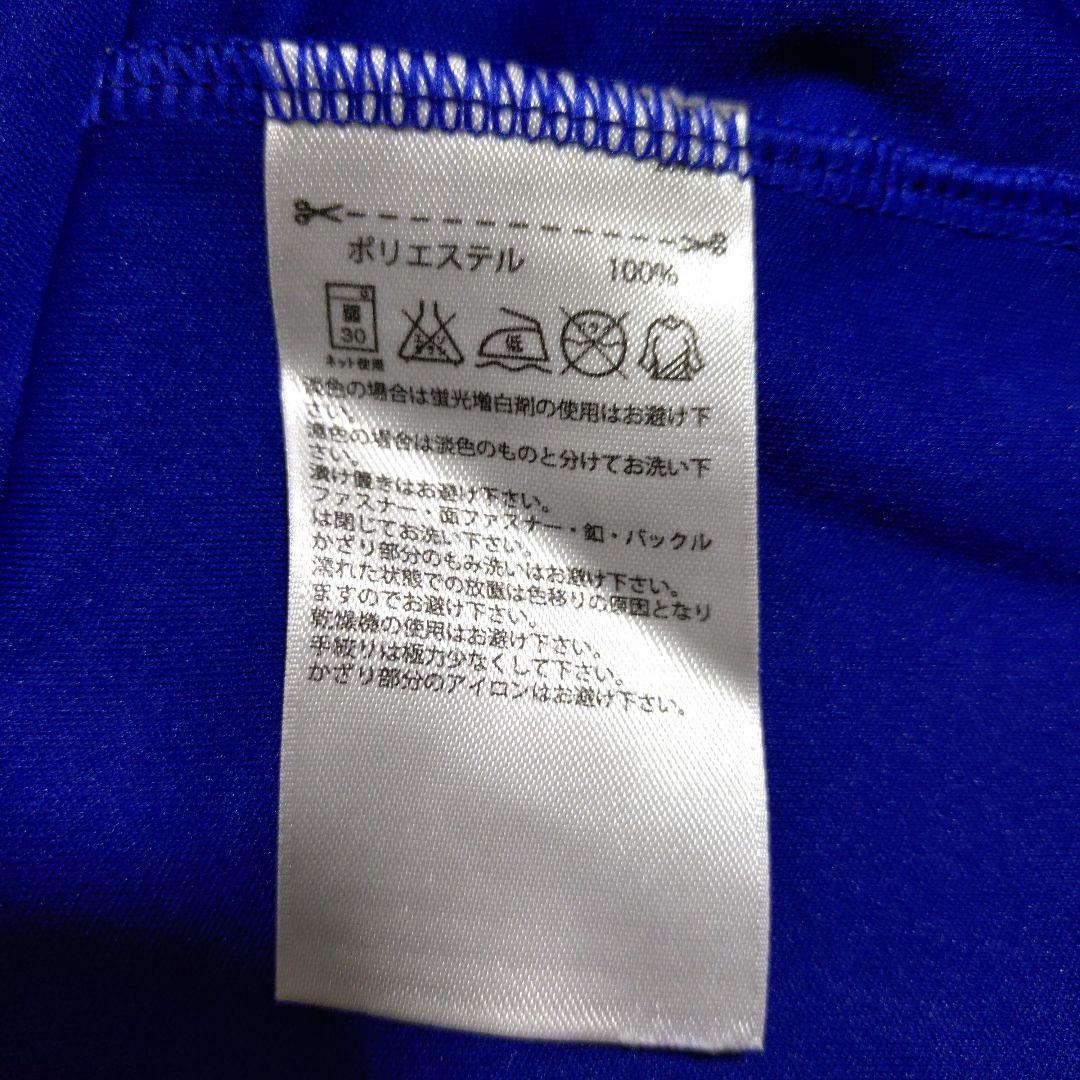 ポリエステル 100%
弱
30
エンソ
サラシ
低
ネット使用
淡色の場合は蛍光増白剤の使用はお避け下
さい。
濃色の場合は淡色のものと分けてお洗い下
さい。
漬け置きはお避け下さい。
ファスナー・面ファスナー・釦・バックル
は閉じてお洗い下さい。
かざり部分のもみ洗いはお避け下さい。
濡れた状態での放置は色移りの原因となり
ますのでお避け下さい。
乾燥機の使用はお避け下さい。
手絞りは極力少なくして下さい。
かざり部分のアイロンはお避け下さい。